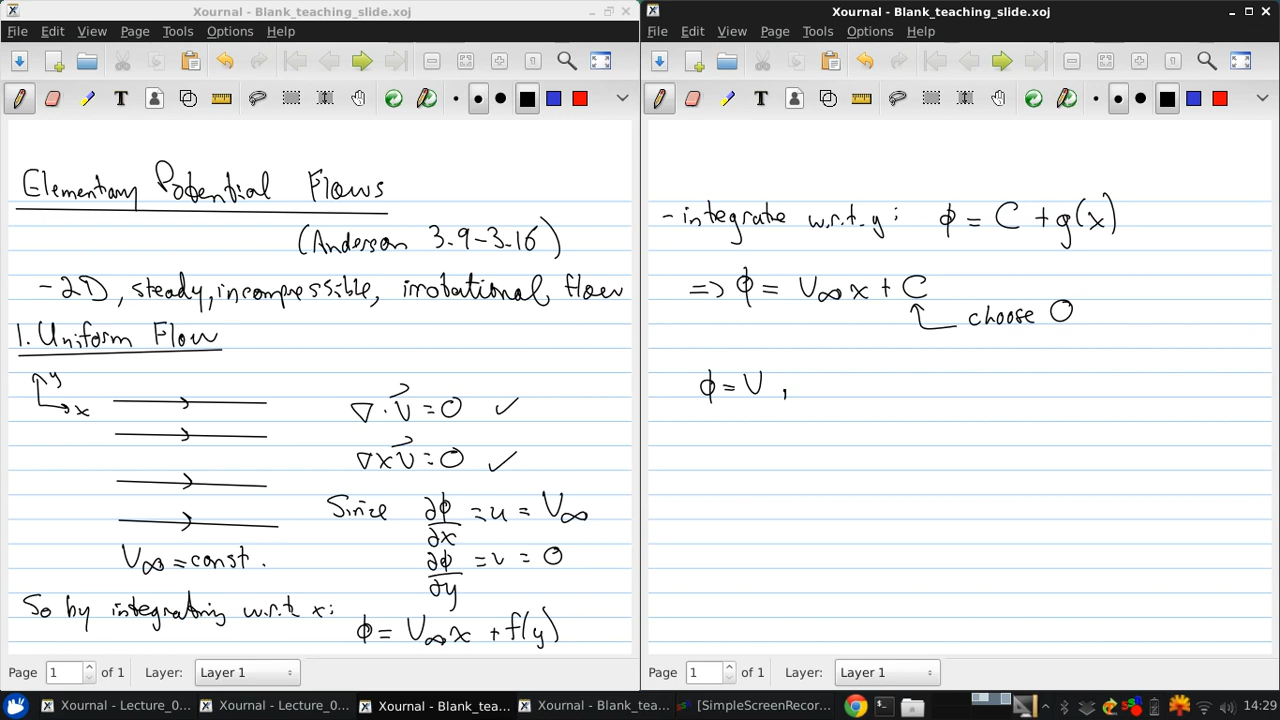 Xournal - Blank_teaching_slide.xoj
File Edit View Page Tools Options Help
Elementary Potential Flows
(Anderson 3.9-3.16)
- 2D, steady, incompressible, irrotational flow
1. Uniform Flow
y
x
∇ · V⃗ = 0 ✓
∇ x V⃗ = 0 ✓
Since ∂ϕ/∂x = u = V∞
∂ϕ/∂y = v = 0
V∞ = const.
So by integrating w.r.t. x:
ϕ = V∞ x + f(y)
Page 1 of 1 Layer: Layer 1
Xournal - Blank_teaching_slide.xoj
File Edit View Page Tools Options Help
- integrate w.r.t. y: ϕ = C + g(x)
=> ϕ = V∞ x + C
choose 0
ϕ = V ,
Page 1 of 1 Layer: Layer 1
Xournal - Lecture_0... Xournal - Lecture_0... Xournal - Blank_tea... Xournal - Blank_tea... [SimpleScreenRecor... 14:29